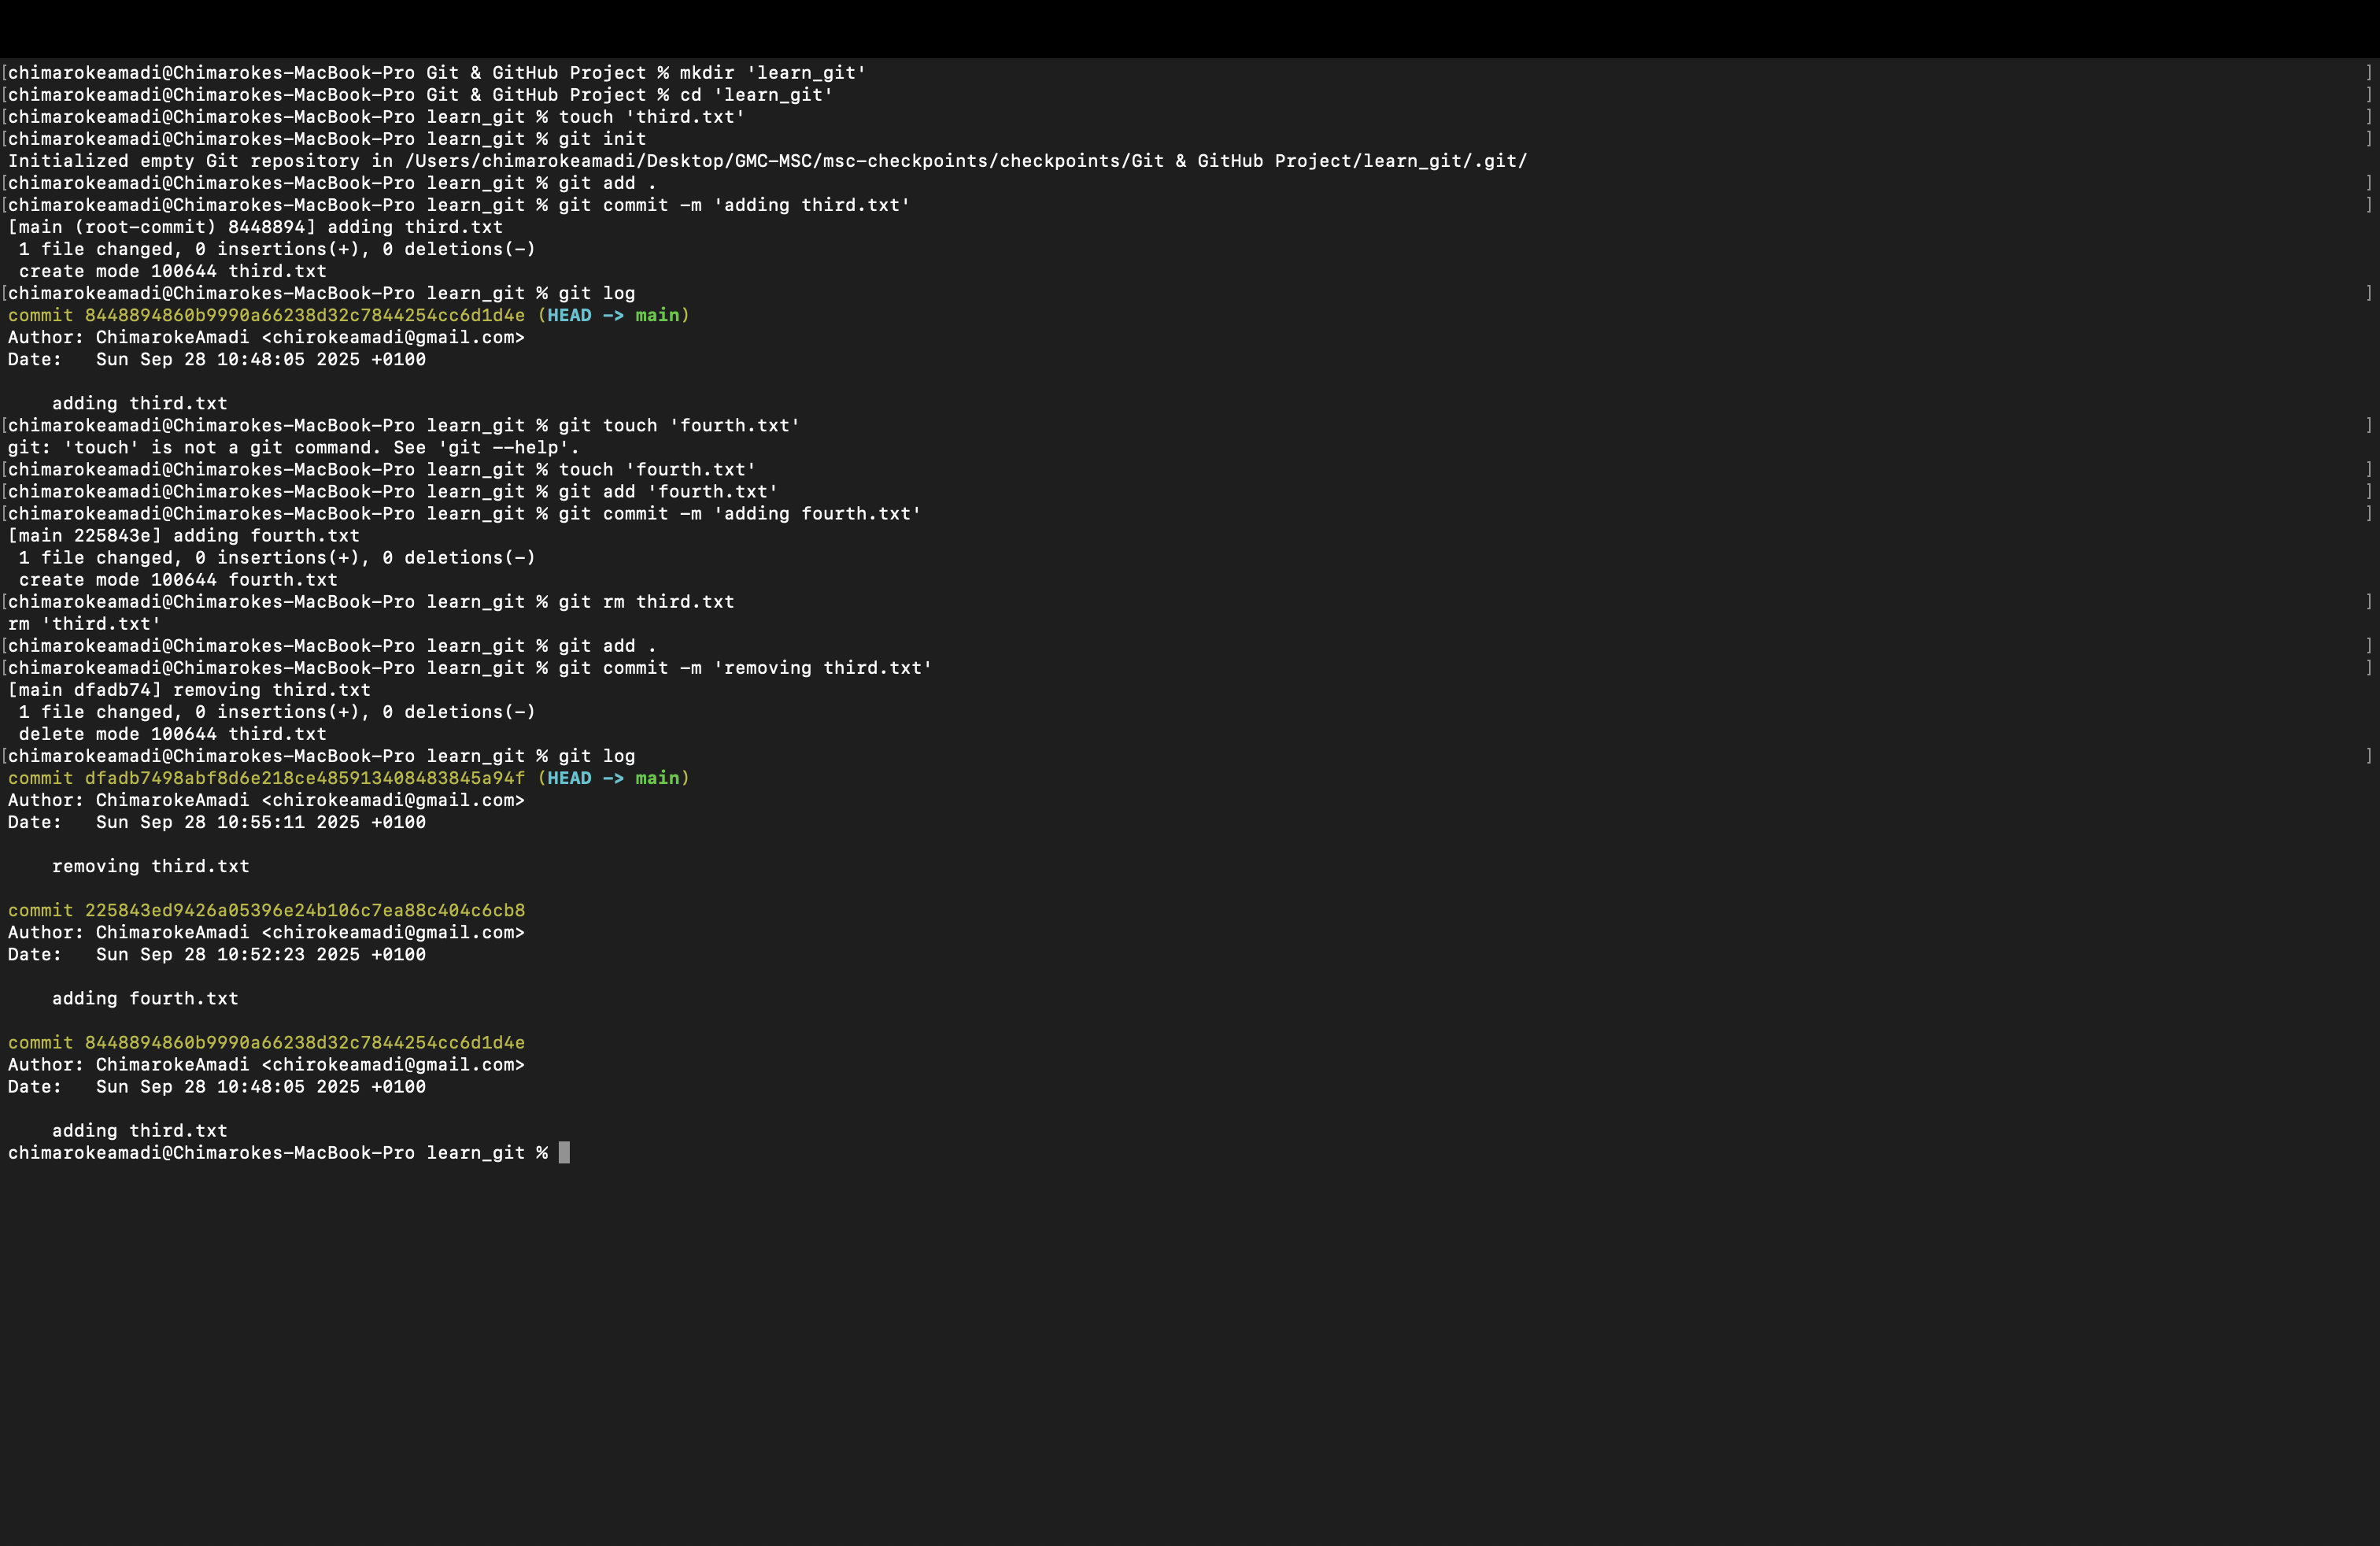 [chimarokeamadi@Chimarokes-MacBook-Pro Git & GitHub Project % mkdir 'learn_git' ]
[chimarokeamadi@Chimarokes-MacBook-Pro Git & GitHub Project % cd 'learn_git' ]
[chimarokeamadi@Chimarokes-MacBook-Pro learn_git % touch 'third.txt' ]
[chimarokeamadi@Chimarokes-MacBook-Pro learn_git % git init ]
Initialized empty Git repository in /Users/chimarokeamadi/Desktop/GMC-MSC/msc-checkpoints/checkpoints/Git & GitHub Project/learn_git/.git/
[chimarokeamadi@Chimarokes-MacBook-Pro learn_git % git add . ]
[chimarokeamadi@Chimarokes-MacBook-Pro learn_git % git commit -m 'adding third.txt' ]
[main (root-commit) 8448894] adding third.txt
 1 file changed, 0 insertions(+), 0 deletions(-)
 create mode 100644 third.txt
[chimarokeamadi@Chimarokes-MacBook-Pro learn_git % git log ]
commit 8448894860b9990a66238d32c7844254cc6d1d4e (HEAD -> main)
Author: ChimarokeAmadi <chirokeamadi@gmail.com>
Date:   Sun Sep 28 10:48:05 2025 +0100

    adding third.txt
[chimarokeamadi@Chimarokes-MacBook-Pro learn_git % git touch 'fourth.txt' ]
git: 'touch' is not a git command. See 'git --help'.
[chimarokeamadi@Chimarokes-MacBook-Pro learn_git % touch 'fourth.txt' ]
[chimarokeamadi@Chimarokes-MacBook-Pro learn_git % git add 'fourth.txt' ]
[chimarokeamadi@Chimarokes-MacBook-Pro learn_git % git commit -m 'adding fourth.txt' ]
[main 225843e] adding fourth.txt
 1 file changed, 0 insertions(+), 0 deletions(-)
 create mode 100644 fourth.txt
[chimarokeamadi@Chimarokes-MacBook-Pro learn_git % git rm third.txt ]
rm 'third.txt'
[chimarokeamadi@Chimarokes-MacBook-Pro learn_git % git add . ]
[chimarokeamadi@Chimarokes-MacBook-Pro learn_git % git commit -m 'removing third.txt' ]
[main dfadb74] removing third.txt
 1 file changed, 0 insertions(+), 0 deletions(-)
 delete mode 100644 third.txt
[chimarokeamadi@Chimarokes-MacBook-Pro learn_git % git log ]
commit dfadb7498abf8d6e218ce485913408483845a94f (HEAD -> main)
Author: ChimarokeAmadi <chirokeamadi@gmail.com>
Date:   Sun Sep 28 10:55:11 2025 +0100

    removing third.txt

commit 225843ed9426a05396e24b106c7ea88c404c6cb8
Author: ChimarokeAmadi <chirokeamadi@gmail.com>
Date:   Sun Sep 28 10:52:23 2025 +0100

    adding fourth.txt

commit 8448894860b9990a66238d32c7844254cc6d1d4e
Author: ChimarokeAmadi <chirokeamadi@gmail.com>
Date:   Sun Sep 28 10:48:05 2025 +0100

    adding third.txt
chimarokeamadi@Chimarokes-MacBook-Pro learn_git %